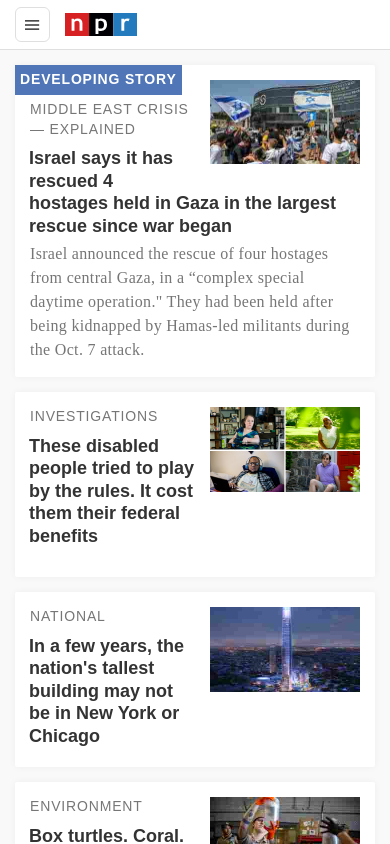 npr
DEVELOPING STORY
MIDDLE EAST CRISIS
— EXPLAINED
Israel says it has
rescued 4
hostages held in Gaza in the largest
rescue since war began
Israel announced the rescue of four hostages
from central Gaza, in a “complex special
daytime operation." They had been held after
being kidnapped by Hamas-led militants during
the Oct. 7 attack.
INVESTIGATIONS
These disabled
people tried to play
by the rules. It cost
them their federal
benefits
NATIONAL
In a few years, the
nation's tallest
building may not
be in New York or
Chicago
ENVIRONMENT
Box turtles. Coral.